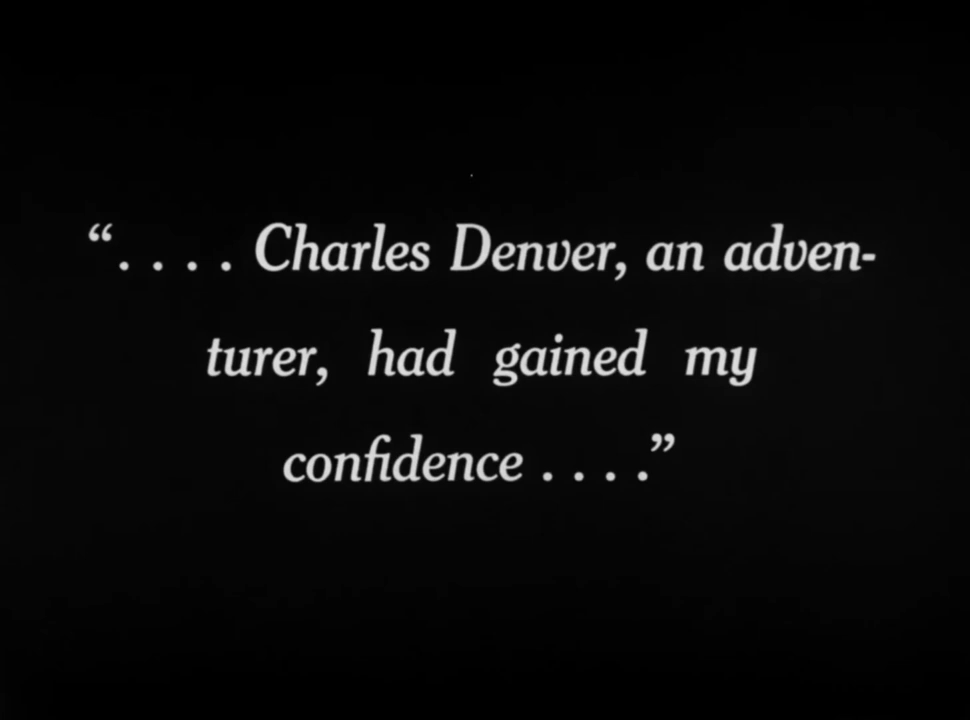 “. . . . Charles Denver, an adven-
turer, had gained my
confidence . . . .”